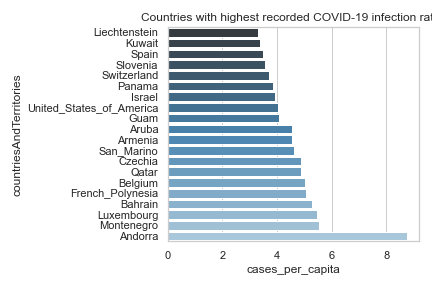 Countries with highest recorded COVID-19 infection rat
Liechtenstein
Kuwait
Spain
Slovenia
Switzerland
Panama
Israel
United_States_of_America
Guam
Aruba
Armenia
San_Marino
Czechia
Qatar
Belgium
French_Polynesia
Bahrain
Luxembourg
Montenegro
Andorra
countriesAndTerritories
0 2 4 6 8
cases_per_capita